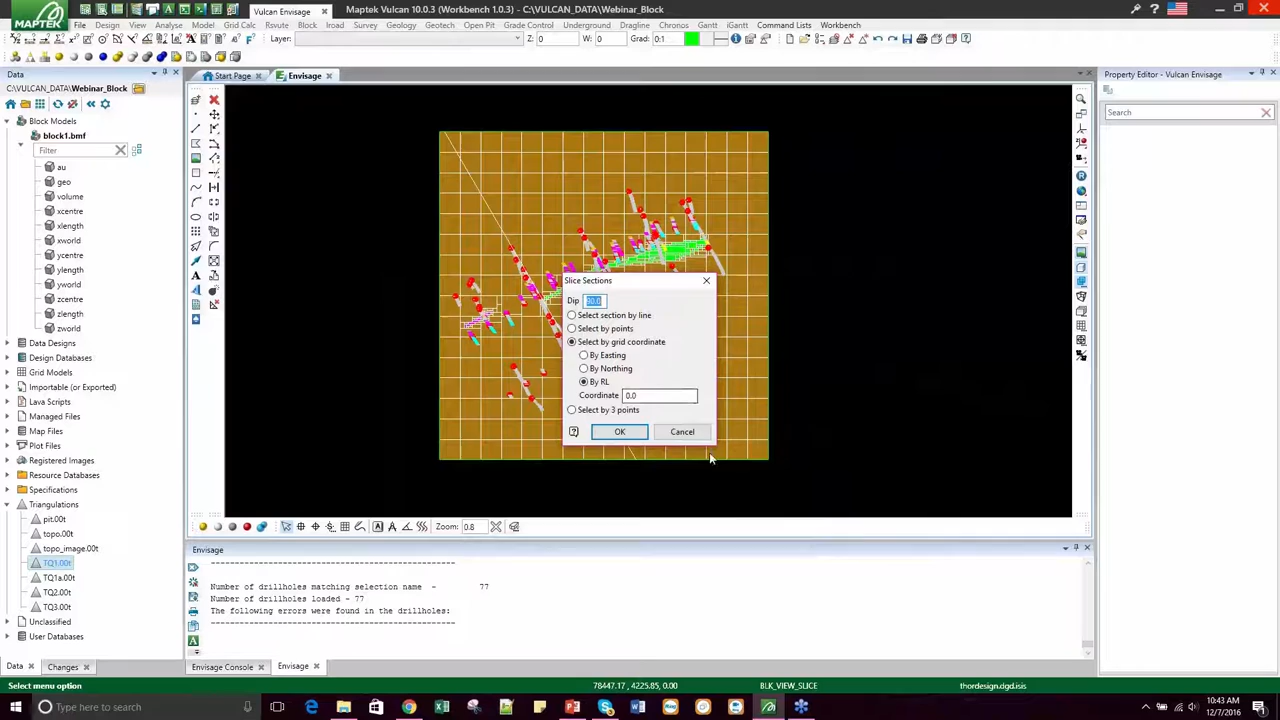 Maptek Vulcan 10.0.3 (Workbench 1.0.3) - C:\VULCAN_DATA\Webinar_Block
MAPTEK
Vulcan Envisage
File Design View Analyse Model Grid Calc Rsvute Block Iroad Survey Geology Geotech Open Pit Grade Control Underground Dragline Chronos Gantt iGantt Command Lists Workbench
Layer: Z: 0 W: 0 Grad: 0:1
Data
C:\VULCAN_DATA\Webinar_Block
Block Models
block1.bmf
Filter
au
geo
volume
xcentre
xlength
xworld
ycentre
ylength
yworld
zcentre
zlength
zworld
Data Designs
Design Databases
Grid Models
Importable (or Exported)
Lava Scripts
Managed Files
Map Files
Plot Files
Registered Images
Resource Databases
Specifications
Triangulations
pit.00t
topo.00t
topo_image.00t
TQ1.00t
TQ1a.00t
TQ2.00t
TQ3.00t
Unclassified
User Databases
Data Changes
Start Page Envisage
Slice Sections
Dip 90.0
Select section by line
Select by points
Select by grid coordinate
By Easting
By Northing
By RL
Coordinate 0.0
Select by 3 points
OK Cancel
Zoom: 0.8
Envisage
Number of drillholes matching selection name - 77
Number of drillholes loaded - 77
The following errors were found in the drillholes:
Envisage Console Envisage
Property Editor - Vulcan Envisage
Search
Select menu option 78447.17 , 4225.85, 0.00 BLK_VIEW_SLICE thordesign.dgd.isis
Type here to search
10:43 AM
12/7/2016